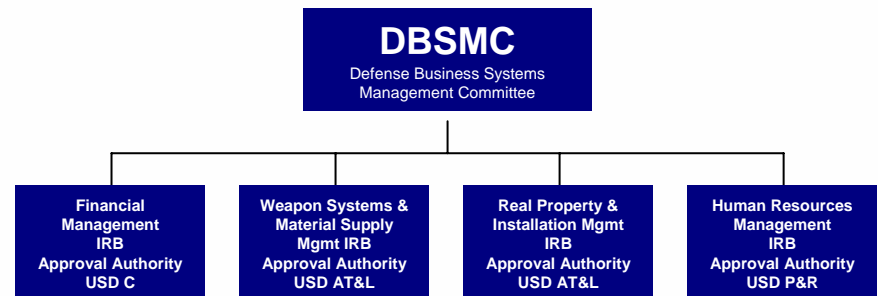 DBSMC
Defense Business Systems
Management Committee
Financial
Management
IRB
Approval Authority
USD C
Weapon Systems &
Material Supply
Mgmt IRB
Approval Authority
USD AT&L
Real Property &
Installation Mgmt
IRB
Approval Authority
USD AT&L
Human Resources
Management
IRB
Approval Authority
USD P&R